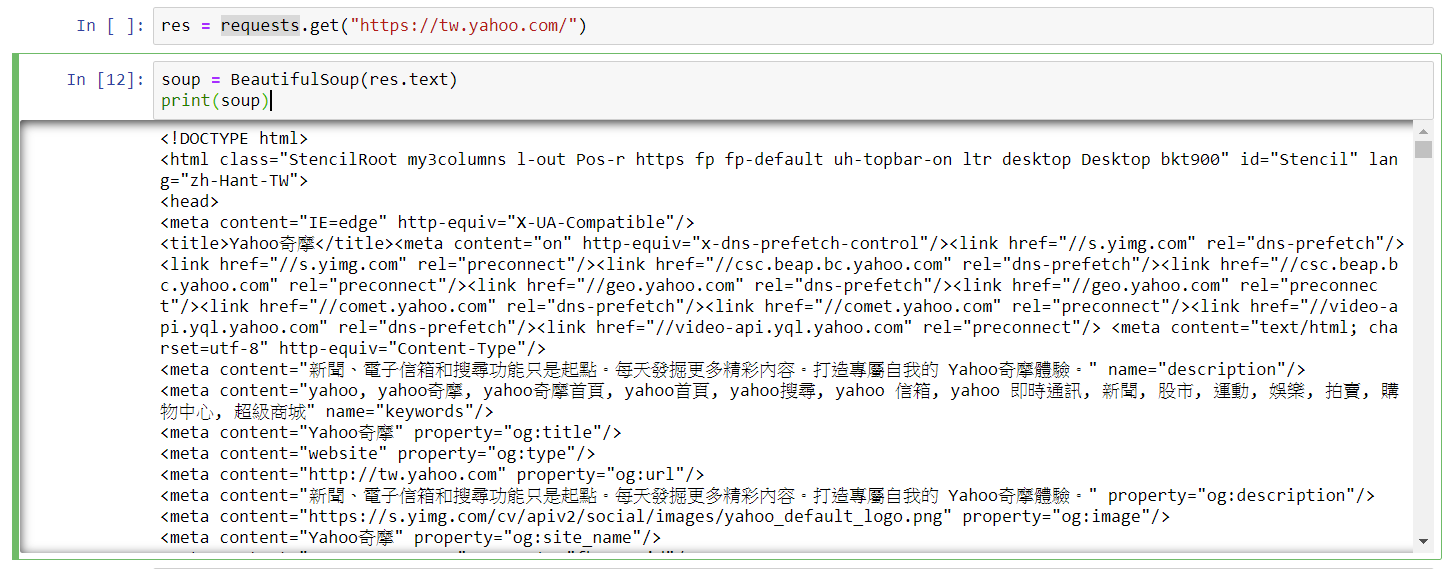 In [ ]: res = requests.get("https://tw.yahoo.com/")
In [12]: soup = BeautifulSoup(res.text)
print(soup)
<!DOCTYPE html>
<html class="StencilRoot my3columns l-out Pos-r https fp fp-default uh-topbar-on ltr desktop Desktop bkt900" id="Stencil" lan
g="zh-Hant-TW">
<head>
<meta content="IE=edge" http-equiv="X-UA-Compatible"/>
<title>Yahoo奇摩</title><meta content="on" http-equiv="x-dns-prefetch-control"/><link href="//s.yimg.com" rel="dns-prefetch"/>
<link href="//s.yimg.com" rel="preconnect"/><link href="//csc.beap.bc.yahoo.com" rel="dns-prefetch"/><link href="//csc.beap.b
c.yahoo.com" rel="preconnect"/><link href="//geo.yahoo.com" rel="dns-prefetch"/><link href="//geo.yahoo.com" rel="preconnec
t"/><link href="//comet.yahoo.com" rel="dns-prefetch"/><link href="//comet.yahoo.com" rel="preconnect"/><link href="//video-a
pi.yql.yahoo.com" rel="dns-prefetch"/><link href="//video-api.yql.yahoo.com" rel="preconnect"/> <meta content="text/html; cha
rset=utf-8" http-equiv="Content-Type"/>
<meta content="新聞、電子信箱和搜尋功能只是起點。每天發掘更多精彩內容。打造專屬自我的 Yahoo奇摩體驗。" name="description"/>
<meta content="yahoo, yahoo奇摩, yahoo奇摩首頁, yahoo首頁, yahoo搜尋, yahoo 信箱, yahoo 即時通訊, 新聞, 股市, 運動, 娛樂, 拍賣, 購
物中心, 超級商城" name="keywords"/>
<meta content="Yahoo奇摩" property="og:title"/>
<meta content="website" property="og:type"/>
<meta content="http://tw.yahoo.com" property="og:url"/>
<meta content="新聞、電子信箱和搜尋功能只是起點。每天發掘更多精彩內容。打造專屬自我的 Yahoo奇摩體驗。" property="og:description"/>
<meta content="https://s.yimg.com/cv/apiv2/social/images/yahoo_default_logo.png" property="og:image"/>
<meta content="Yahoo奇摩" property="og:site_name"/>